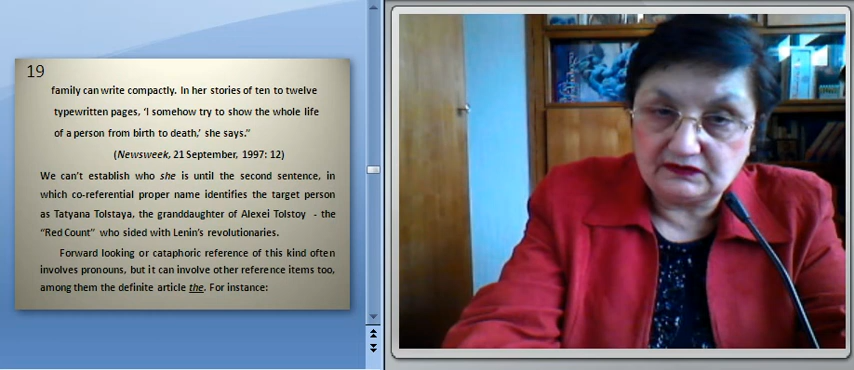 19
family can write compactly. In her stories of ten to twelve
typewritten pages, ‘I somehow try to show the whole life
of a person from birth to death,’ she says.”
(Newsweek, 21 September, 1997: 12)
We can’t establish who she is until the second sentence, in
which co-referential proper name identifies the target person
as Tatyana Tolstaya, the granddaughter of Alexei Tolstoy - the
“Red Count” who sided with Lenin’s revolutionaries.
Forward looking or cataphoric reference of this kind often
involves pronouns, but it can involve other reference items too,
among them the definite article the. For instance: